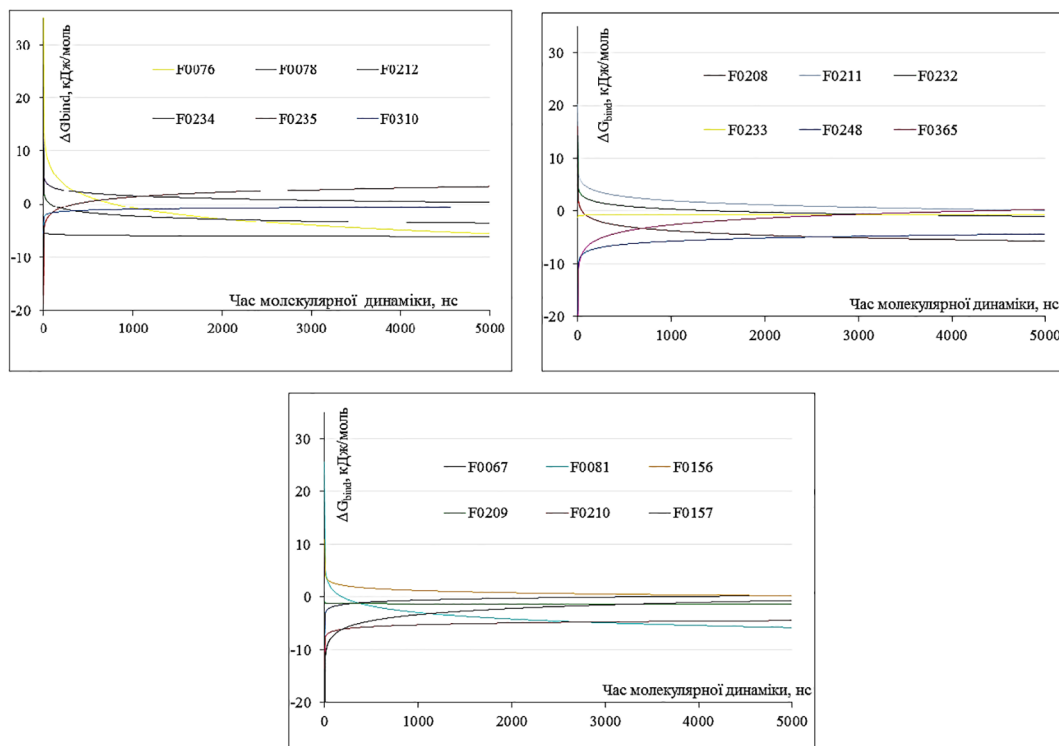 ΔGbind, кДж/моль
30
20
10
0
-10
-20
F0076 F0078 F0212
F0234 F0235 F0310
Час молекулярної динаміки, нс
0 1000 2000 3000 4000 5000
ΔGbind, кДж/моль
30
20
10
0
-10
-20
F0208 F0211 F0232
F0233 F0248 F0365
Час молекулярної динаміки, нс
0 1000 2000 3000 4000 5000
ΔGbind, кДж/моль
30
20
10
0
-10
-20
F0067 F0081 F0156
F0209 F0210 F0157
Час молекулярної динаміки, нс
0 1000 2000 3000 4000 5000